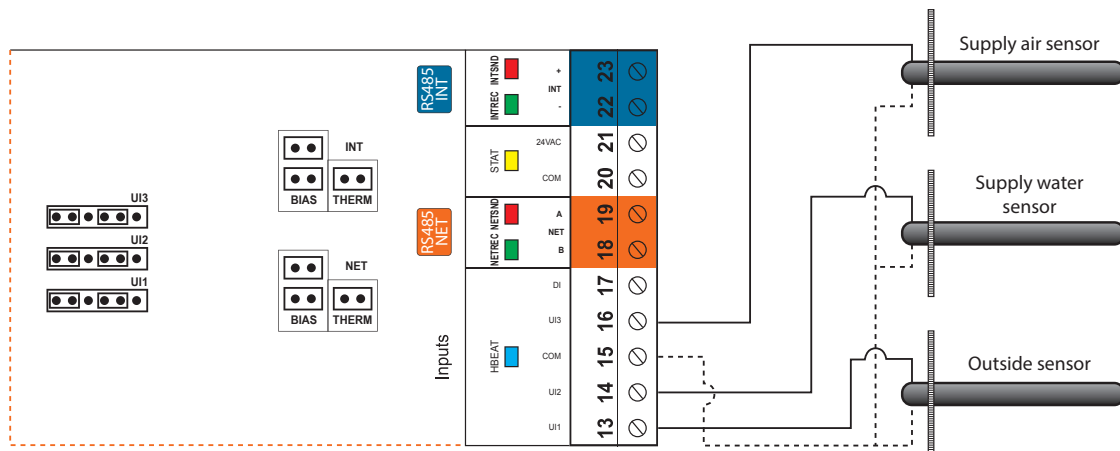 Supply air sensor
Supply water
sensor
Outside sensor
RS485
INT
INTREC INTSND
+
INT
-
23
22
STAT
24VAC
COM
21
20
RS485
NET
NETREC NETSND
A
NET
B
19
18
Inputs
HBEAT
DI
UI3
COM
UI2
UI1
17
16
15
14
13
INT
BIAS THERM
NET
BIAS THERM
UI3
UI2
UI1